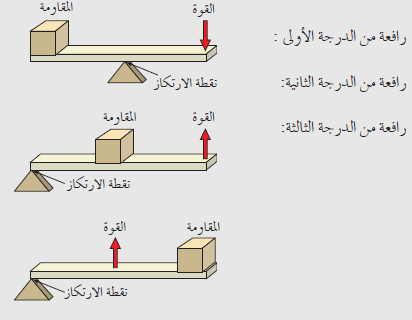 رافعة من الدرجة الأولى :
رافعة من الدرجة الثانية:
رافعة من الدرجة الثالثة:
المقاومة
القوة
نقطة الارتكاز
المقاومة
القوة
نقطة الارتكاز
القوة
المقاومة
نقطة الارتكاز